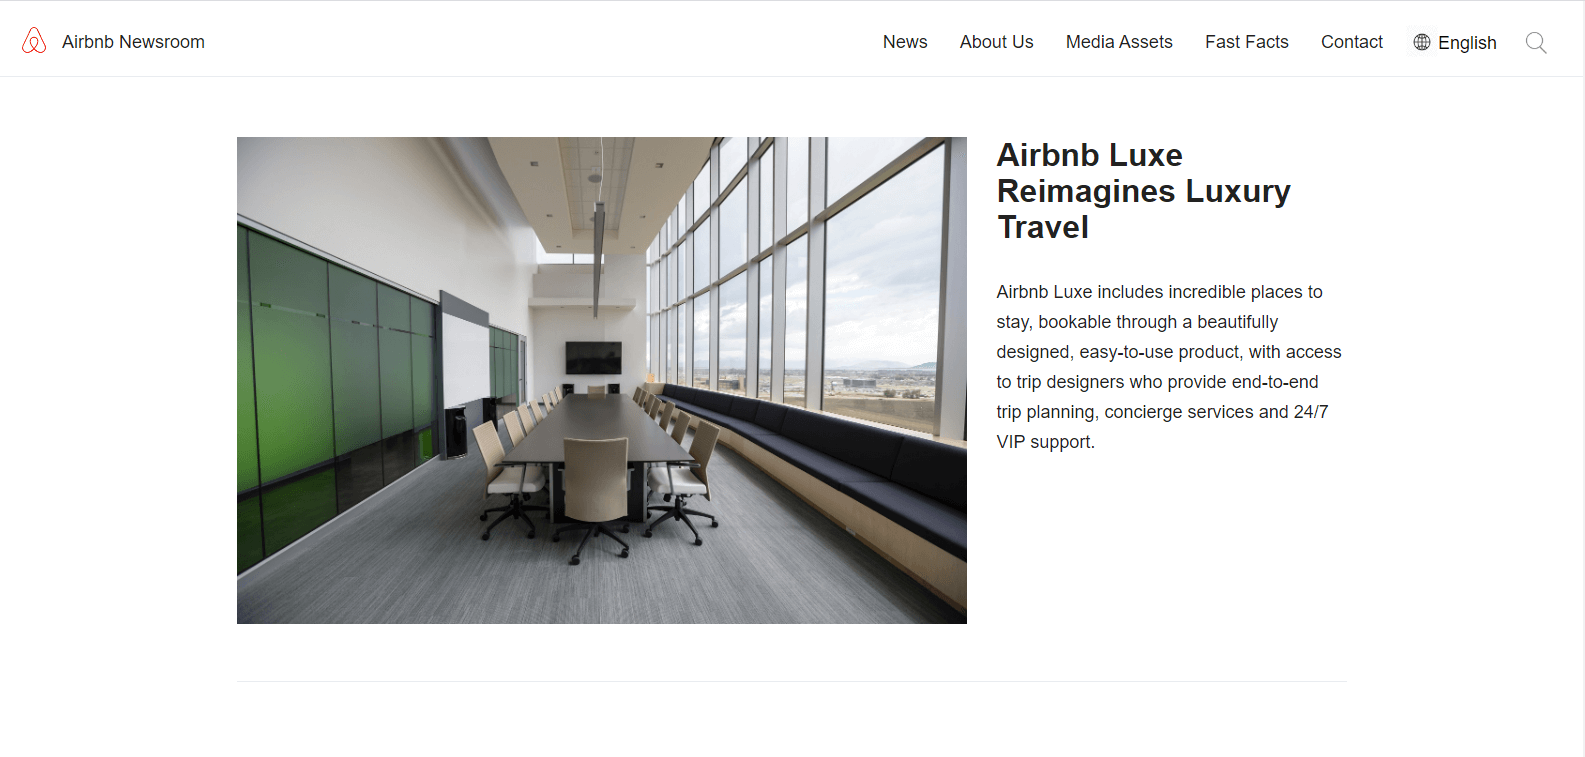 Airbnb Newsroom
News About Us Media Assets Fast Facts Contact English
Airbnb Luxe
Reimagines Luxury
Travel
Airbnb Luxe includes incredible places to
stay, bookable through a beautifully
designed, easy-to-use product, with access
to trip designers who provide end-to-end
trip planning, concierge services and 24/7
VIP support.